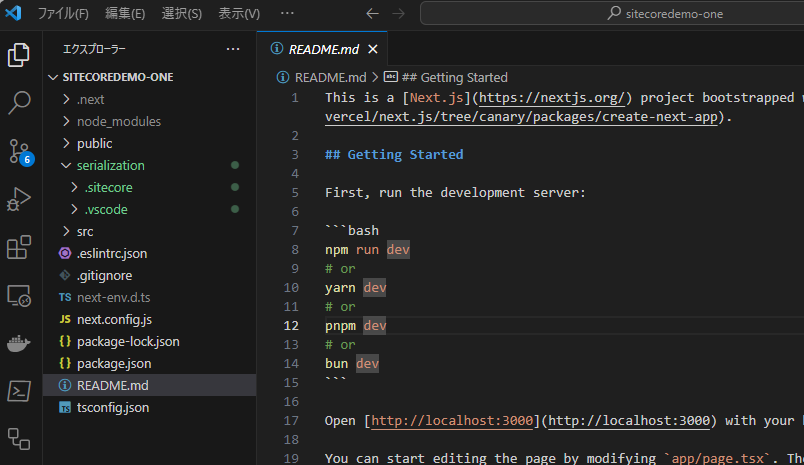 ファイル(F) 編集(E) 選択(S) 表示(V) ··· sitecoredemo-one
エクスプローラー ···
SITECOREDEMO-ONE
.next
node_modules
public
serialization
.sitecore
.vscode
src
.eslintrc.json
.gitignore
TS next-env.d.ts
JS next.config.js
{} package-lock.json
{} package.json
README.md
TS tsconfig.json
6
README.md
README.md > abc ## Getting Started
1 This is a [Next.js](https://nextjs.org/) project bootstrapped
vercel/next.js/tree/canary/packages/create-next-app).
2
3 ## Getting Started
4
5 First, run the development server:
6
7 ```bash
8 npm run dev
9 # or
10 yarn dev
11 # or
12 pnpm dev
13 # or
14 bun dev
15 ```
16
17 Open [http://localhost:3000](http://localhost:3000) with your
18
19 You can start editing the page by modifying `app/page.tsx`.